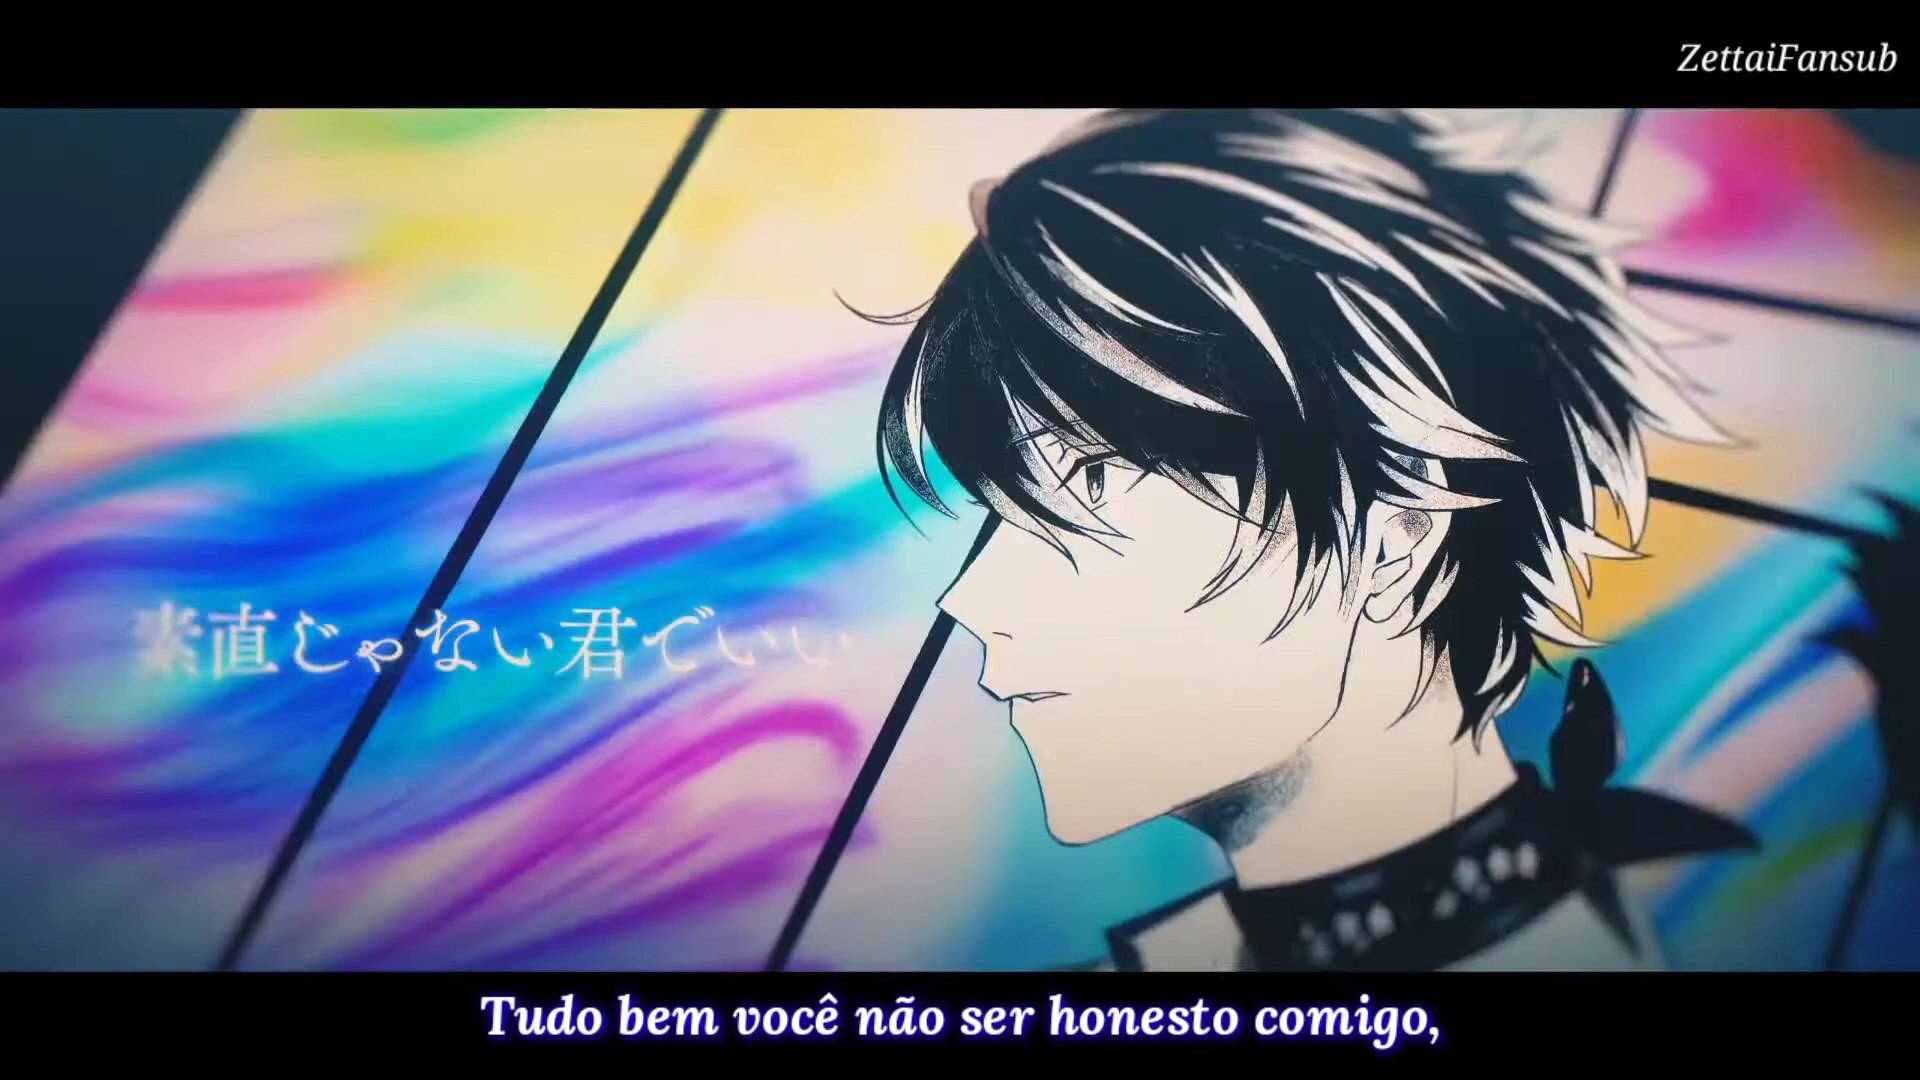 ZettaiFansub
素直じゃない君でいい
Tudo bem você não ser honesto comigo,